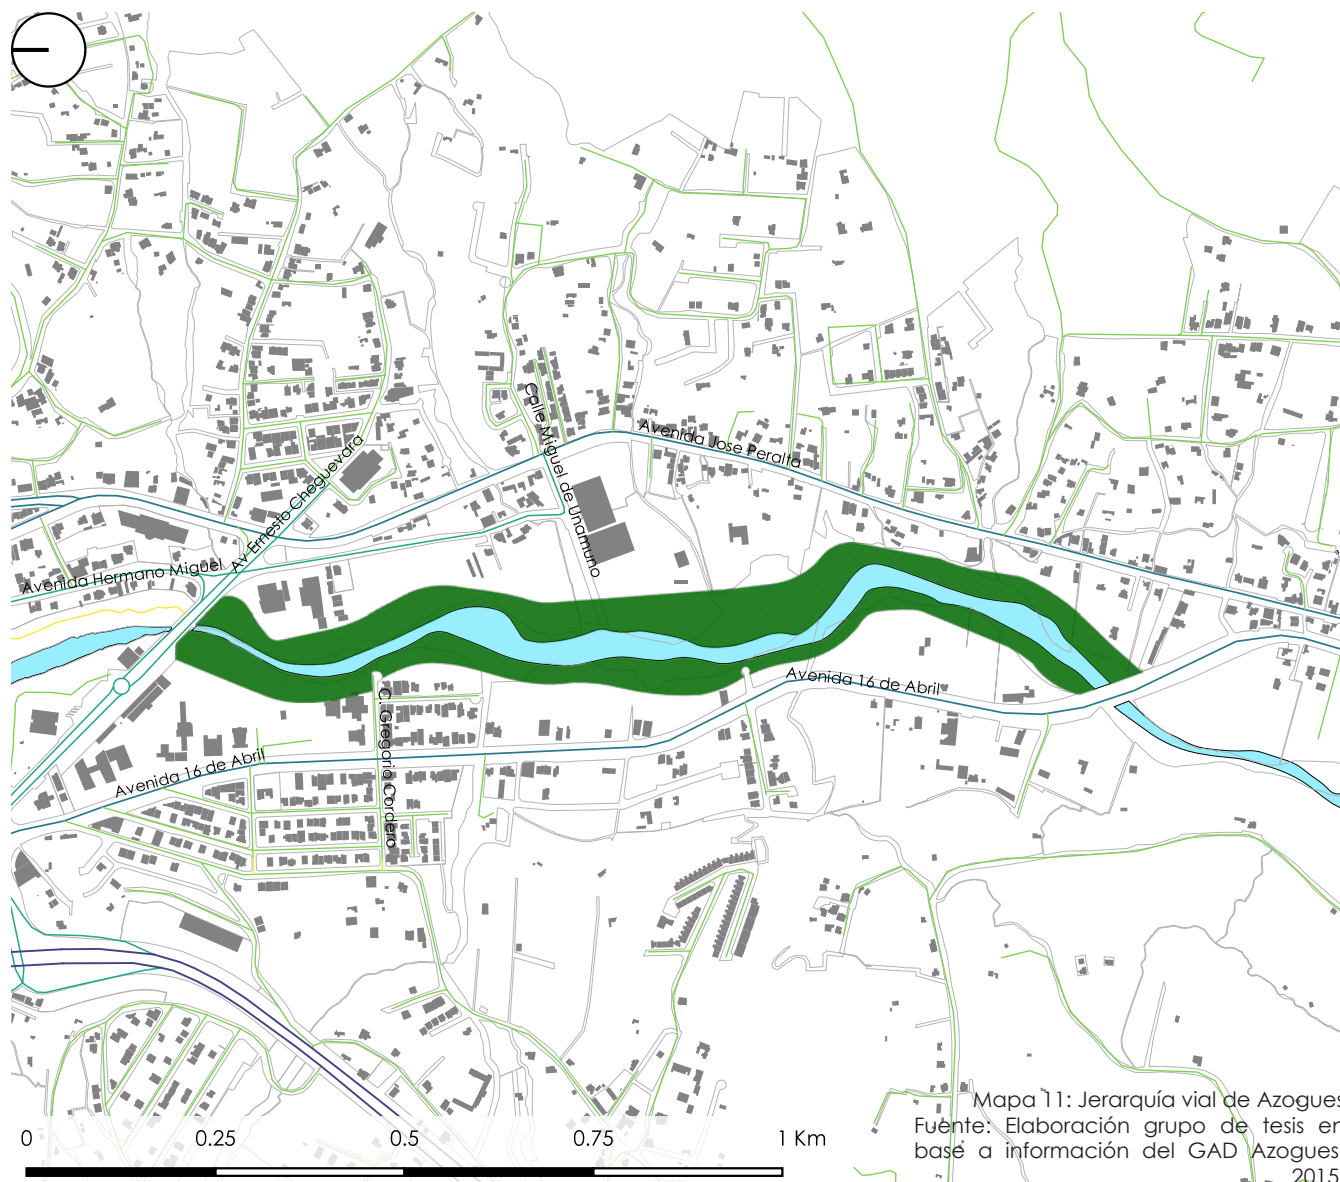 Calle Miguel de Unamuno
Avenida Jose Peralta
Av Ernesto Cheguevara
Avenida Hermano Miguel
Avenida 16 de Abril
C. Gregorio Cordero
Avenida 16 de Abril
Mapa 11: Jerarquía vial de Azogues
Fuente: Elaboración grupo de tesis en
base a información del GAD Azogues
2015
0 0.25 0.5 0.75 1 Km